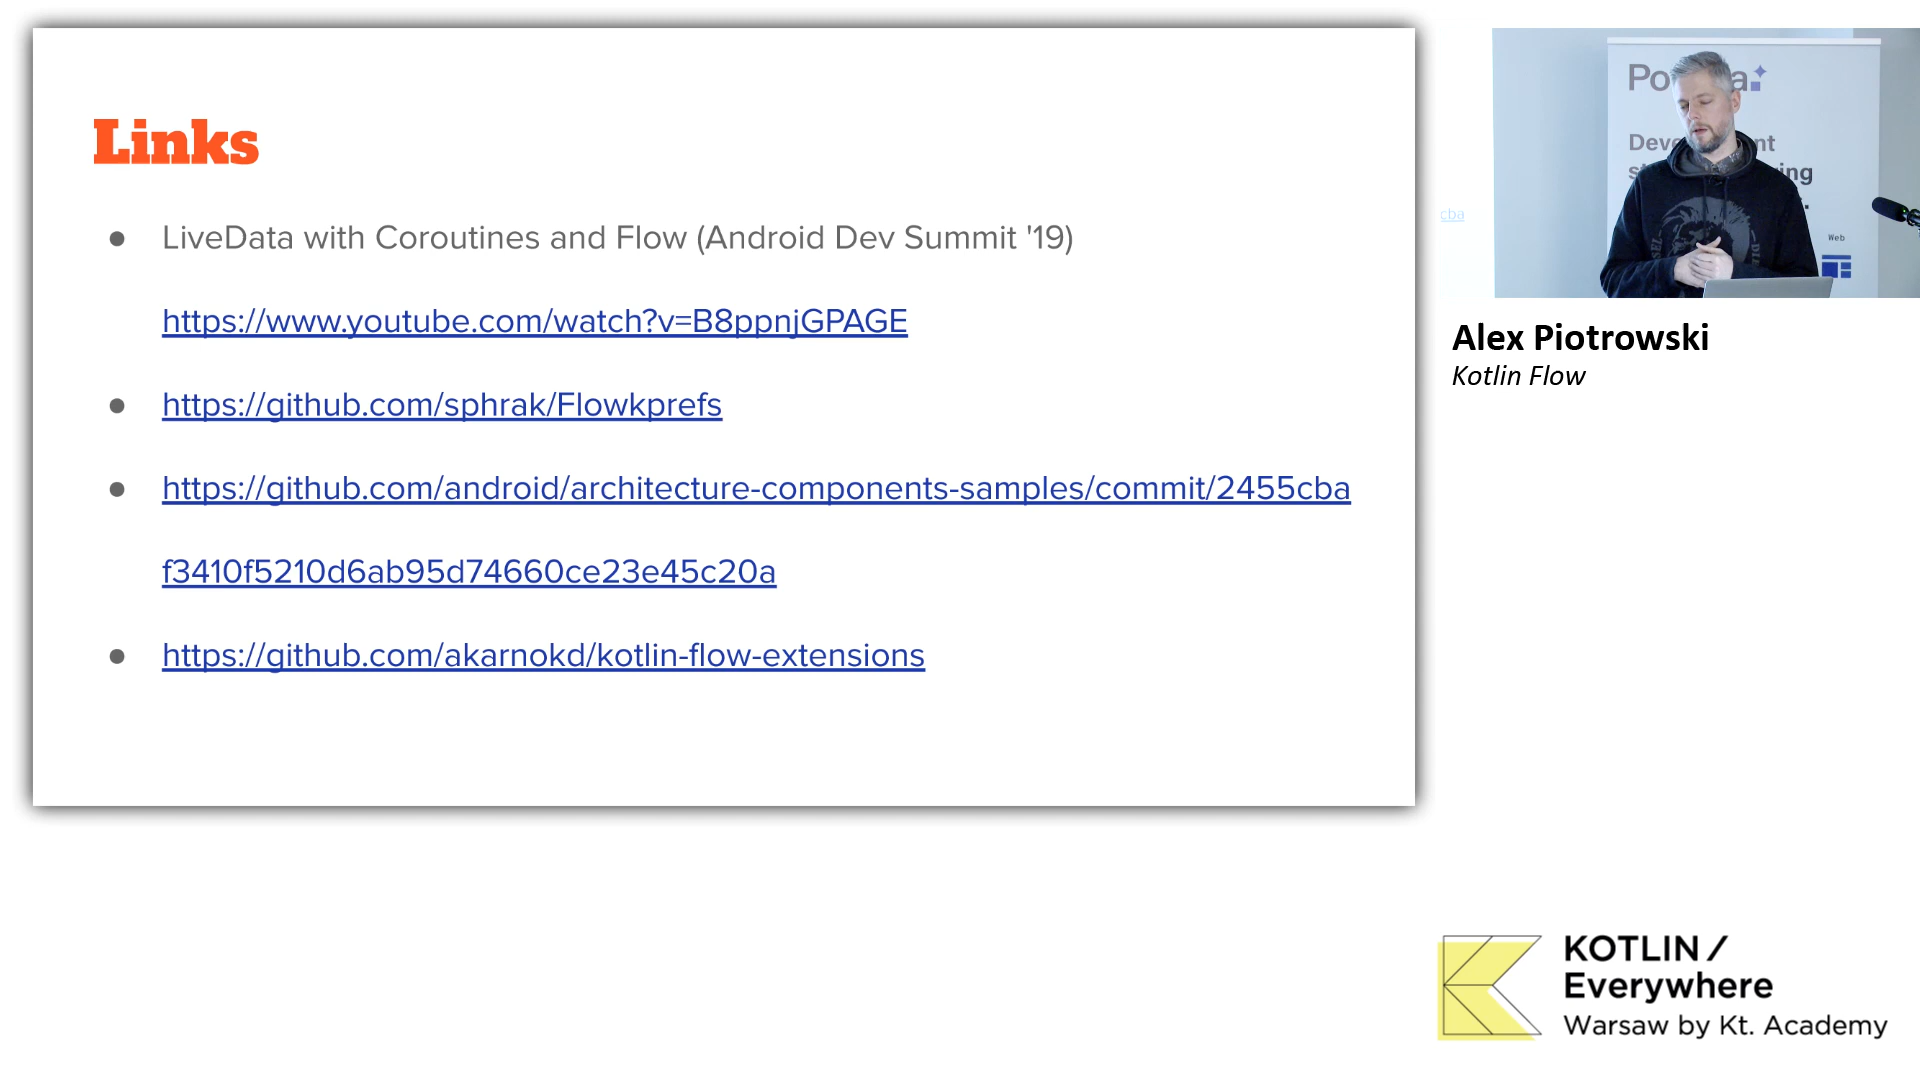 Links
LiveData with Coroutines and Flow (Android Dev Summit '19)
https://www.youtube.com/watch?v=B8ppnjGPAGE
https://github.com/sphrak/Flowkprefs
https://github.com/android/architecture-components-samples/commit/2455cba
f3410f5210d6ab95d74660ce23e45c20a
https://github.com/akarnokd/kotlin-flow-extensions
cba
Web
Alex Piotrowski
Kotlin Flow
KOTLIN /
Everywhere
Warsaw by Kt. Academy